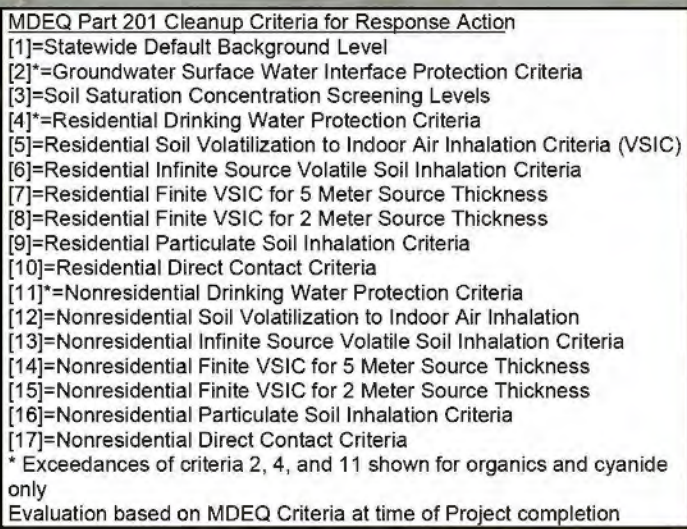 MDEQ Part 201 Cleanup Criteria for Response Action
[1]=Statewide Default Background Level
[2]*=Groundwater Surface Water Interface Protection Criteria
[3]=Soil Saturation Concentration Screening Levels
[4]*=Residential Drinking Water Protection Criteria
[5]=Residential Soil Volatilization to Indoor Air Inhalation Criteria (VSIC)
[6]=Residential Infinite Source Volatile Soil Inhalation Criteria
[7]=Residential Finite VSIC for 5 Meter Source Thickness
[8]=Residential Finite VSIC for 2 Meter Source Thickness
[9]=Residential Particulate Soil Inhalation Criteria
[10]=Residential Direct Contact Criteria
[11]*=Nonresidential Drinking Water Protection Criteria
[12]=Nonresidential Soil Volatilization to Indoor Air Inhalation
[13]=Nonresidential Infinite Source Volatile Soil Inhalation Criteria
[14]=Nonresidential Finite VSIC for 5 Meter Source Thickness
[15]=Nonresidential Finite VSIC for 2 Meter Source Thickness
[16]=Nonresidential Particulate Soil Inhalation Criteria
[17]=Nonresidential Direct Contact Criteria
* Exceedances of criteria 2, 4, and 11 shown for organics and cyanide
only
Evaluation based on MDEQ Criteria at time of Project completion